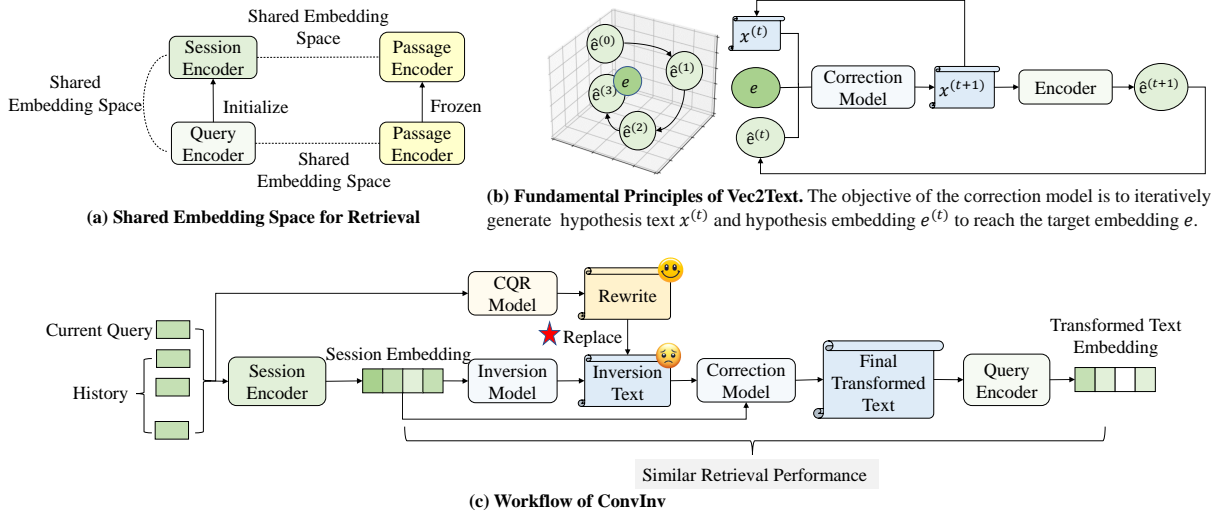 Shared Embedding
Space
Session
Encoder
Passage
Encoder
Shared
Embedding Space
Initialize
Frozen
Query
Encoder
Passage
Encoder
Shared
Embedding Space
(a) Shared Embedding Space for Retrieval
ê⁽⁰⁾
ê⁽¹⁾
e
ê⁽³⁾
ê⁽²⁾
x⁽ᵗ⁾
e
ê⁽ᵗ⁾
Correction
Model
x⁽ᵗ⁺¹⁾
Encoder
ê⁽ᵗ⁺¹⁾
(b) Fundamental Principles of Vec2Text. The objective of the correction model is to iteratively
generate hypothesis text x⁽ᵗ⁾ and hypothesis embedding e⁽ᵗ⁾ to reach the target embedding e.
CQR
Model
Rewrite
Replace
Current Query
History
Session
Encoder
Session Embedding
Inversion
Model
Inversion
Text
Correction
Model
Final
Transformed
Text
Query
Encoder
Transformed Text
Embedding
Similar Retrieval Performance
(c) Workflow of ConvInv